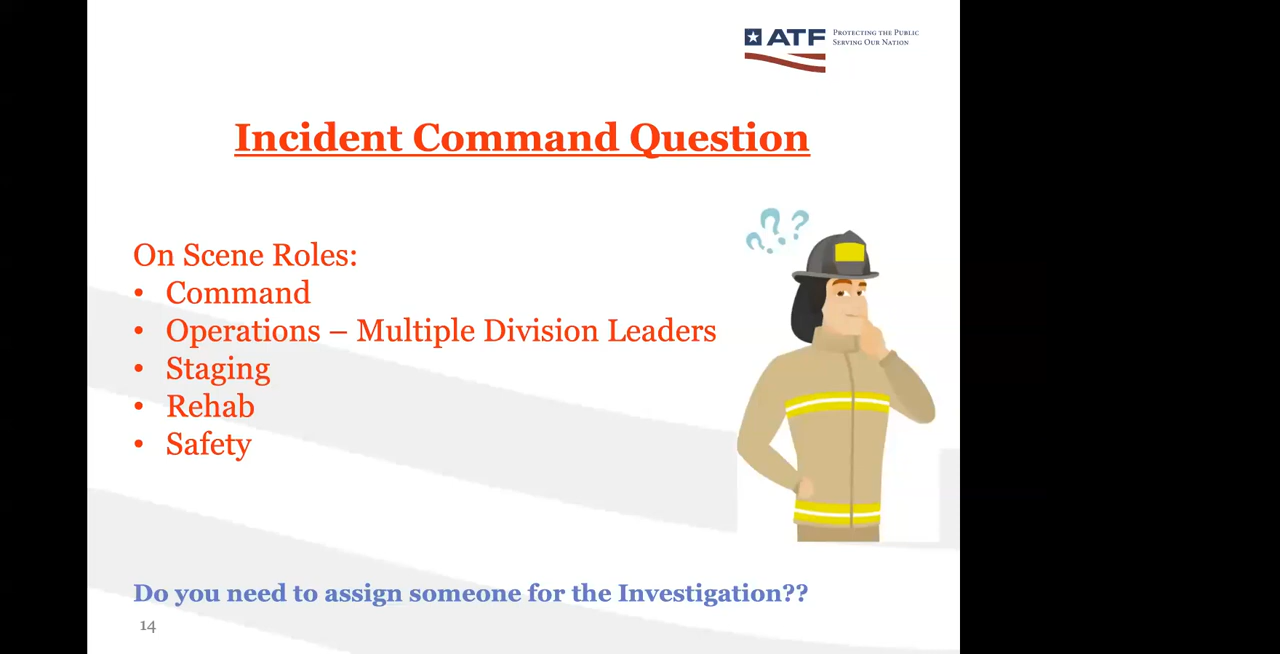 ATF
PROTECTING THE PUBLIC
SERVING OUR NATION
Incident Command Question
? ? ?
On Scene Roles:
• Command
• Operations – Multiple Division Leaders
• Staging
• Rehab
• Safety
Do you need to assign someone for the Investigation??
14